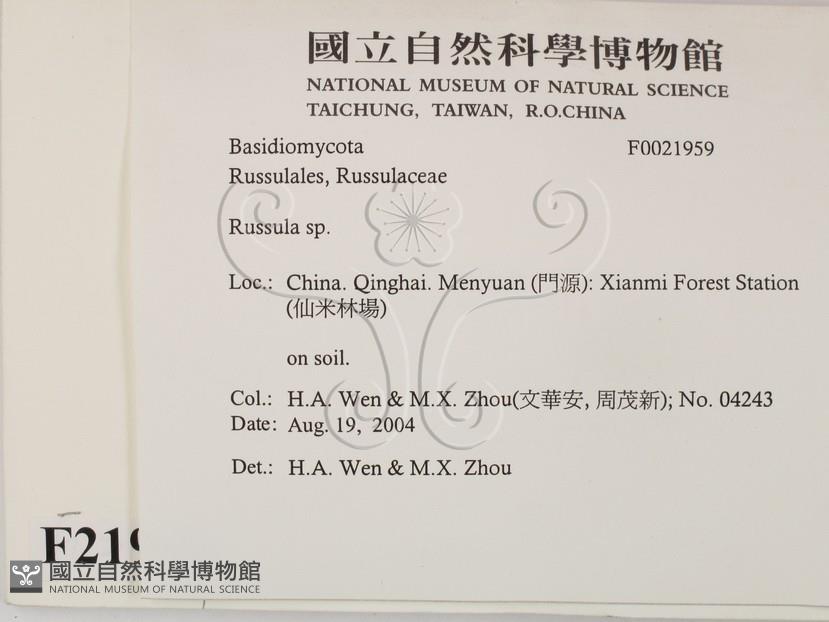 國立自然科學博物館
NATIONAL MUSEUM OF NATURAL SCIENCE
TAICHUNG, TAIWAN, R.O.CHINA
Basidiomycota F0021959
Russulales, Russulaceae
Russula sp.
Loc.: China. Qinghai. Menyuan (門源): Xianmi Forest Station
(仙米林場)
on soil.
Col.: H.A. Wen & M.X. Zhou(文華安, 周茂新); No. 04243
Date: Aug. 19, 2004
Det.: H.A. Wen & M.X. Zhou
F219
國立自然科學博物館
NATIONAL MUSEUM OF NATURAL SCIENCE